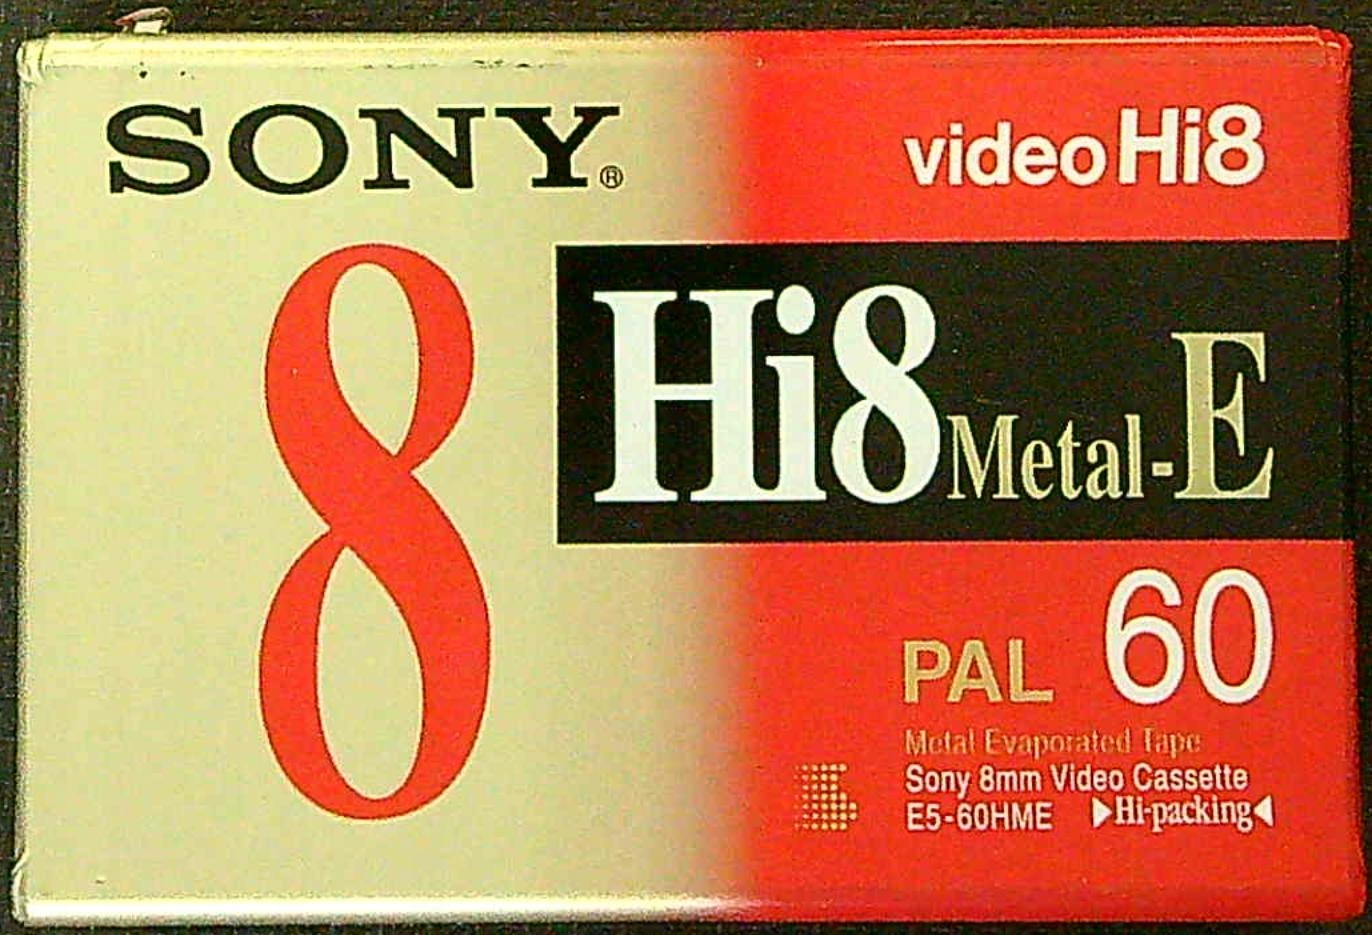 SONY®
video Hi8
8
Hi8 Metal-E
PAL 60
Metal Evaporated Tape
Sony 8mm Video Cassette
E5-60HME ▶Hi-packing◀